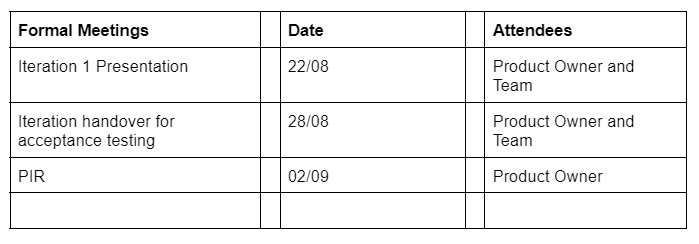 Formal Meetings Date Attendees
Iteration 1 Presentation 22/08 Product Owner and
Team
Iteration handover for 28/08 Product Owner and
acceptance testing Team
PIR 02/09 Product Owner